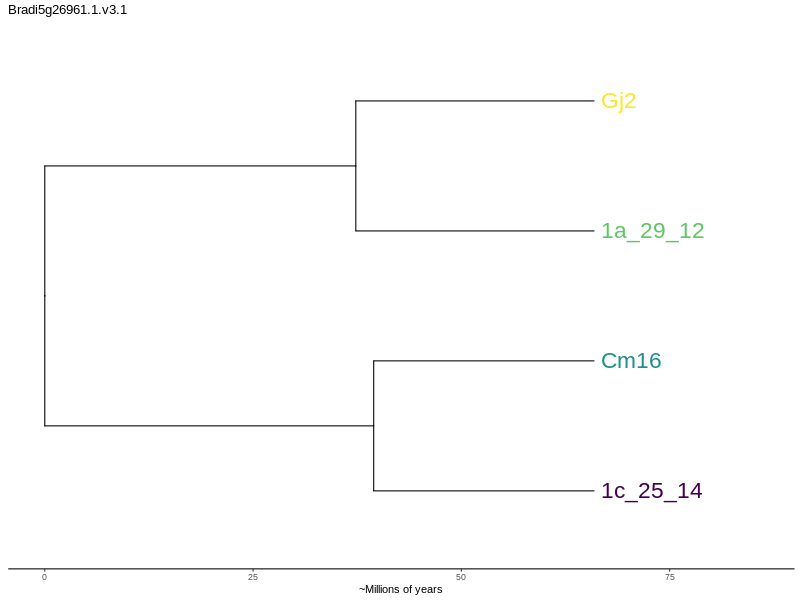 Bradi5g26961.1.v3.1
Gj2
1a_29_12
Cm16
1c_25_14
0 25 50 75
~Millions of years